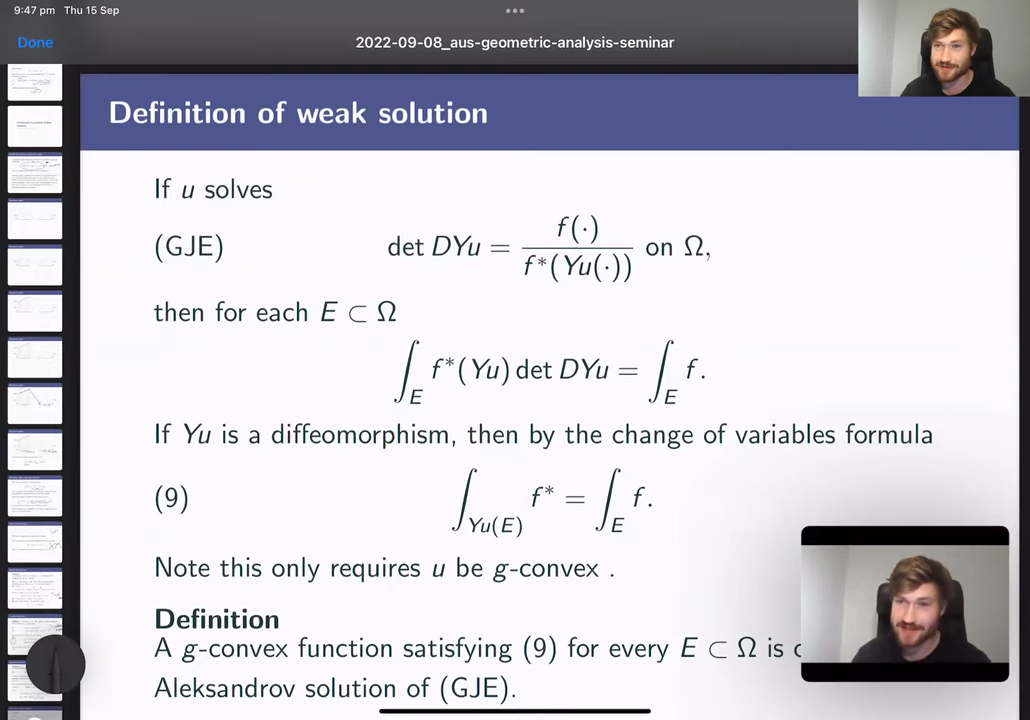 9:47 pm Thu 15 Sep
Done
2022-09-08_aus-geometric-analysis-seminar
Definition of weak solution
If u solves
(GJE) det DYu = f(·) / f*(Yu(·)) on Ω,
then for each E ⊂ Ω
∫_E f*(Yu) det DYu = ∫_E f.
If Yu is a diffeomorphism, then by the change of variables formula
(9) ∫_{Yu(E)} f* = ∫_E f.
Note this only requires u be g-convex .
Definition
A g-convex function satisfying (9) for every E ⊂ Ω is
Aleksandrov solution of (GJE).